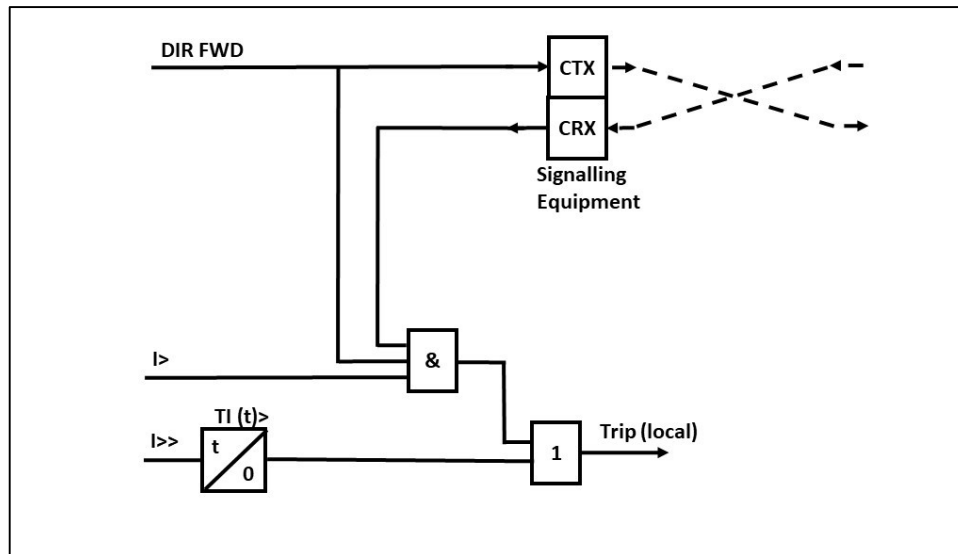 DIR FWD
CTX
CRX
Signalling
Equipment
I>
&
TI (t)>
I>>
t
0
1
Trip (local)